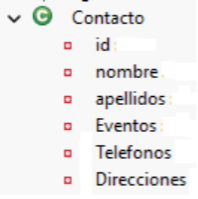 Contacto
id :
nombre
apellidos :
Eventos :
Telefonos
Direcciones